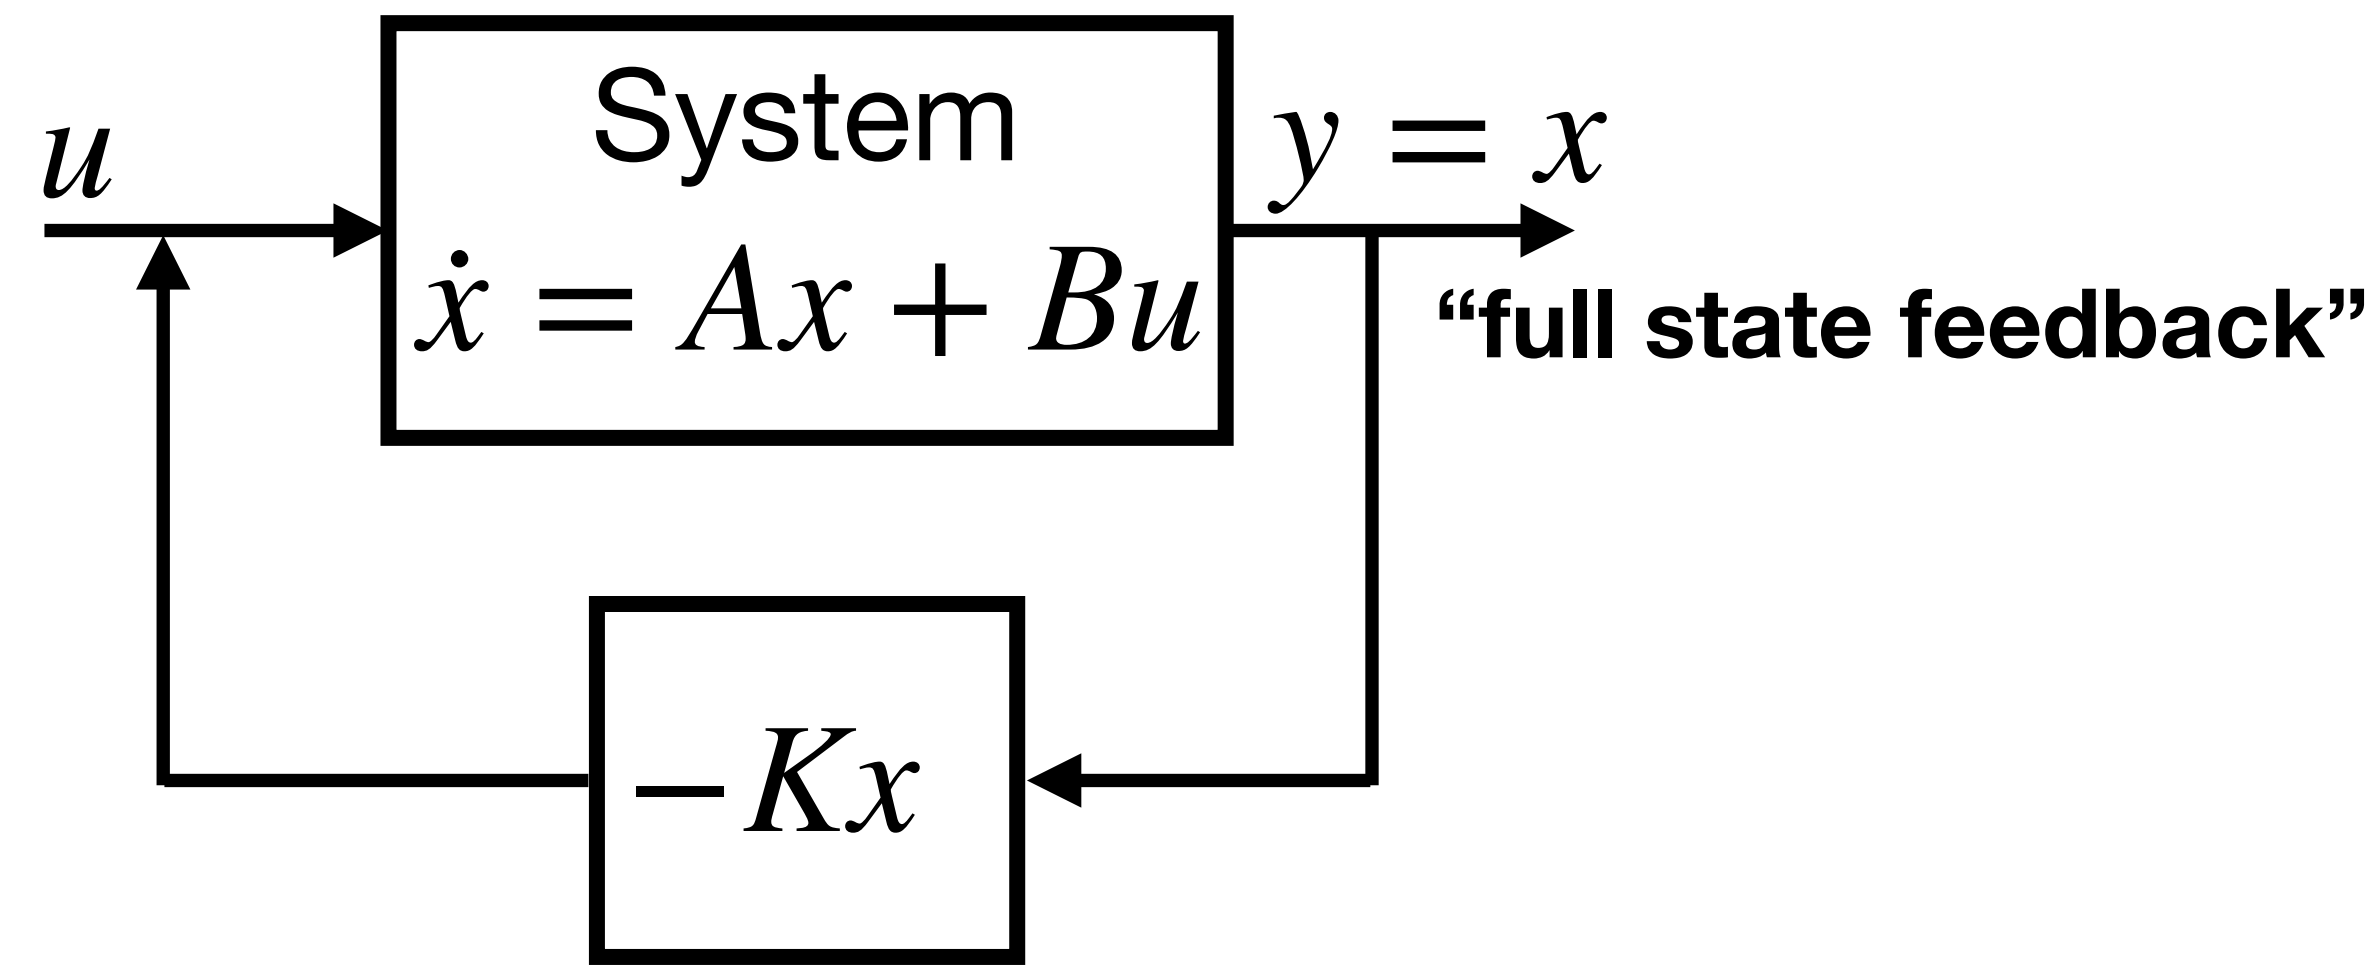 System
u
y = x
ẋ = Ax + Bu
“full state feedback”
−Kx